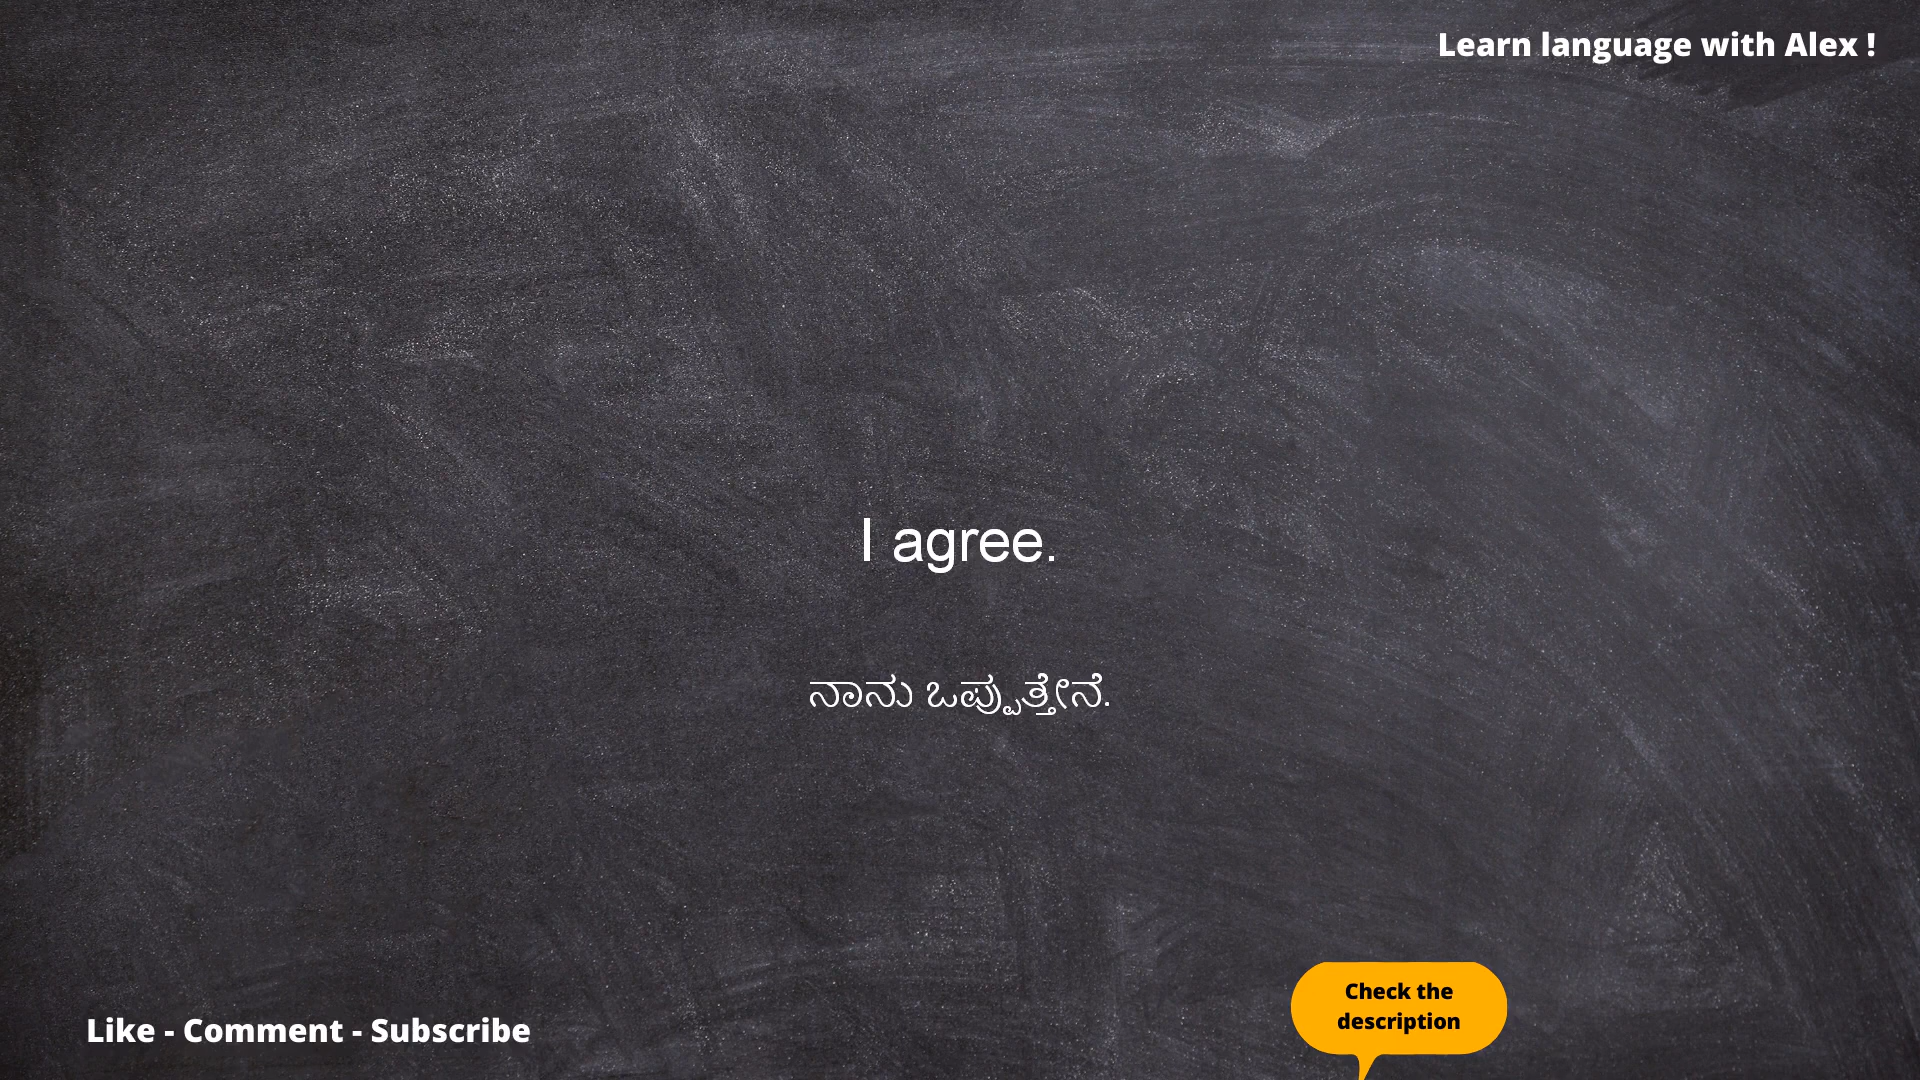 Learn language with Alex !
I agree.
ನಾನು ಒಪ್ಪುತ್ತೇನೆ.
Check the
description
Like - Comment - Subscribe